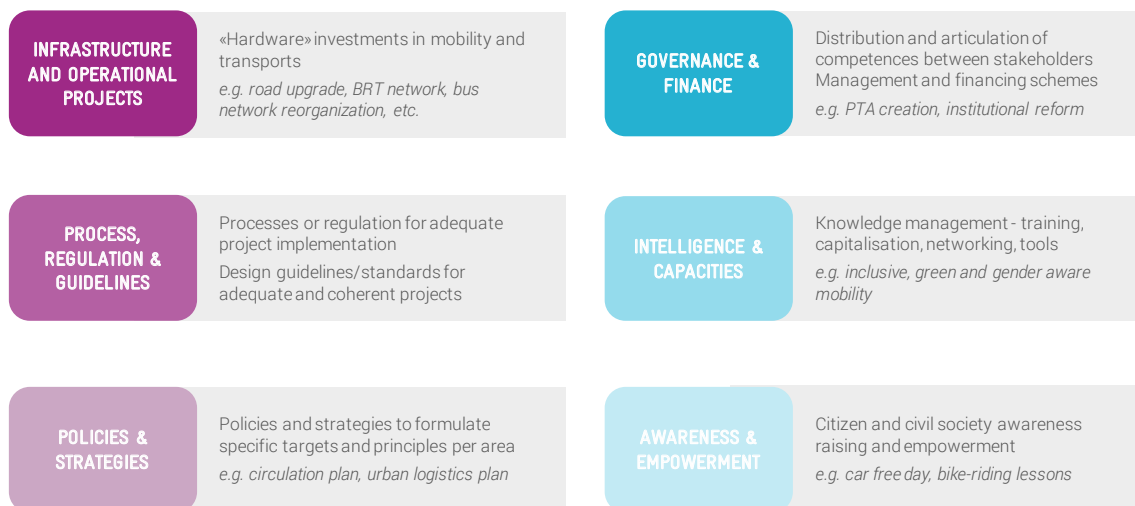 INFRASTRUCTURE
AND OPERATIONAL
PROJECTS
«Hardware» investments in mobility and
transports
e.g. road upgrade, BRT network, bus
network reorganization, etc.
GOVERNANCE &
FINANCE
Distribution and articulation of
competences between stakeholders
Management and financing schemes
e.g. PTA creation, institutional reform
PROCESS,
REGULATION &
GUIDELINES
Processes or regulation for adequate
project implementation
Design guidelines/standards for
adequate and coherent projects
INTELLIGENCE &
CAPACITIES
Knowledge management - training,
capitalisation, networking, tools
e.g. inclusive, green and gender aware
mobility
POLICIES &
STRATEGIES
Policies and strategies to formulate
specific targets and principles per area
e.g. circulation plan, urban logistics plan
AWARENESS &
EMPOWERMENT
Citizen and civil society awareness
raising and empowerment
e.g. car free day, bike-riding lessons